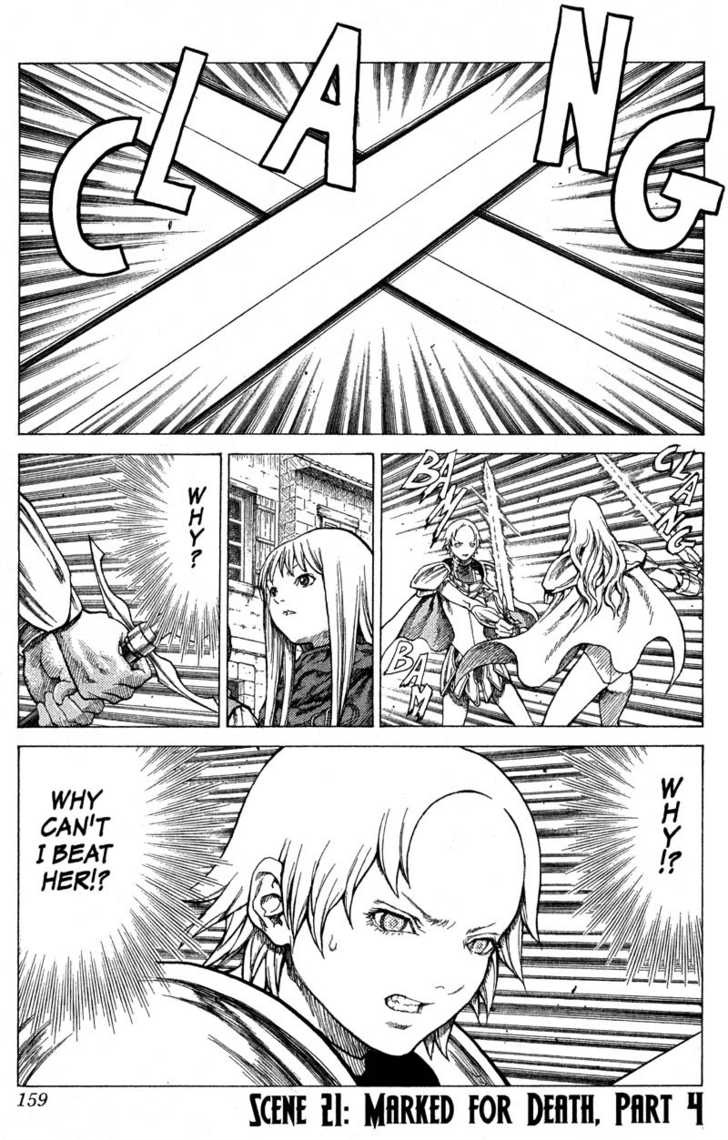 CLANG
CLANG
BAM
BAM
WHY?
WHY!?
WHY
CAN'T
I BEAT
HER!?
159
SCENE 21: MARKED FOR DEATH, PART 4